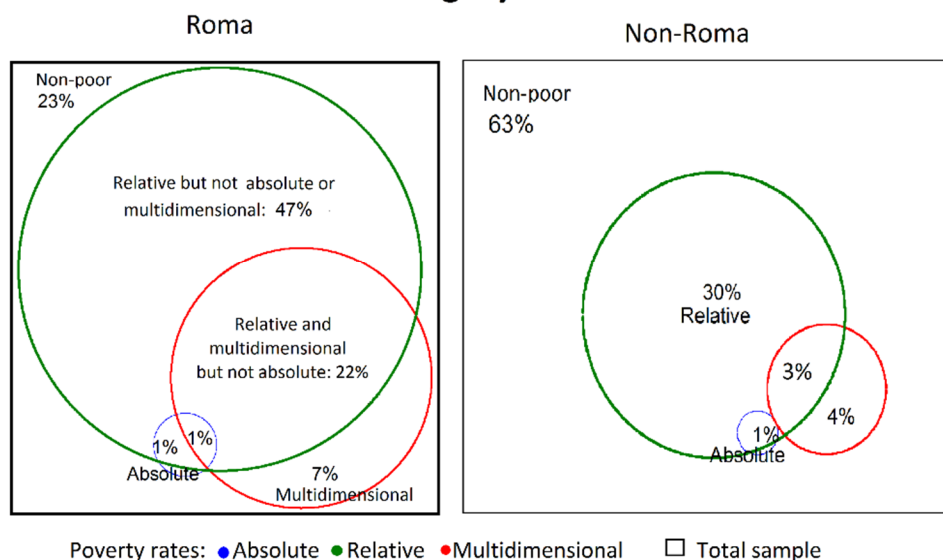 Roma
Non-Roma
Non-poor
23%
Relative but not absolute or
multidimensional: 47%
Relative and
multidimensional
but not absolute: 22%
1%
1%
Absolute
7%
Multidimensional
Non-poor
63%
30%
Relative
3%
4%
1%
Absolute
Poverty rates: Absolute Relative Multidimensional Total sample